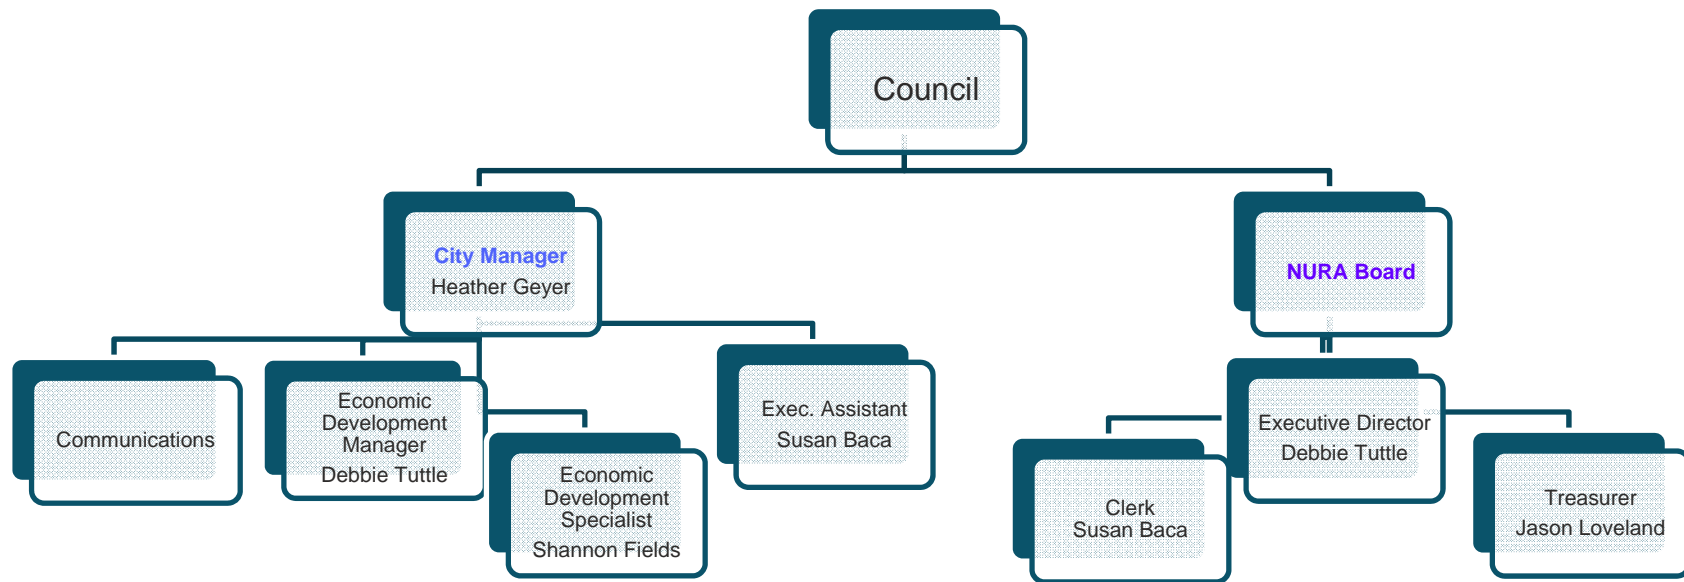 Council
City Manager
Heather Geyer
NURA Board
Communications
Economic
Development
Manager
Debbie Tuttle
Economic
Development
Specialist
Shannon Fields
Exec. Assistant
Susan Baca
Executive Director
Debbie Tuttle
Clerk
Susan Baca
Treasurer
Jason Loveland